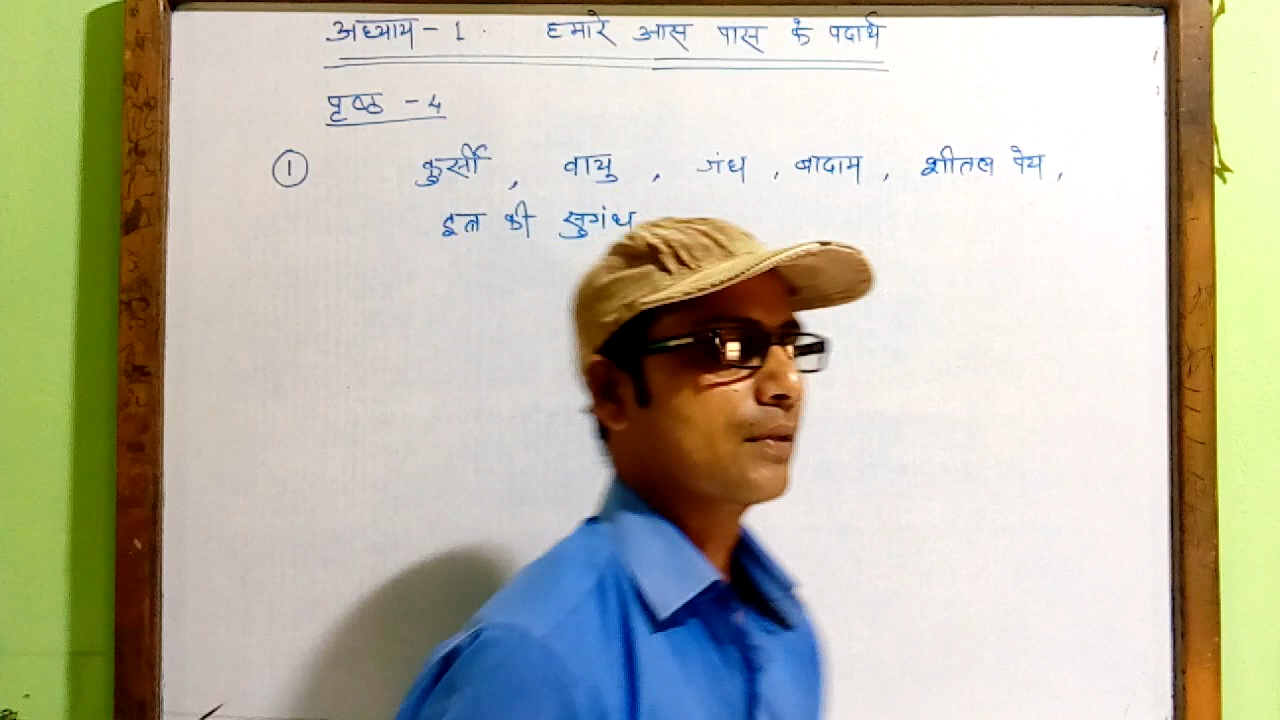 अध्याय - 1. हमारे आस पास के पदार्थ
पृष्ठ - 4
1 कुर्सी, वायु, गंध, बादाम, शीतल पेय,
इत्र की सुगंध